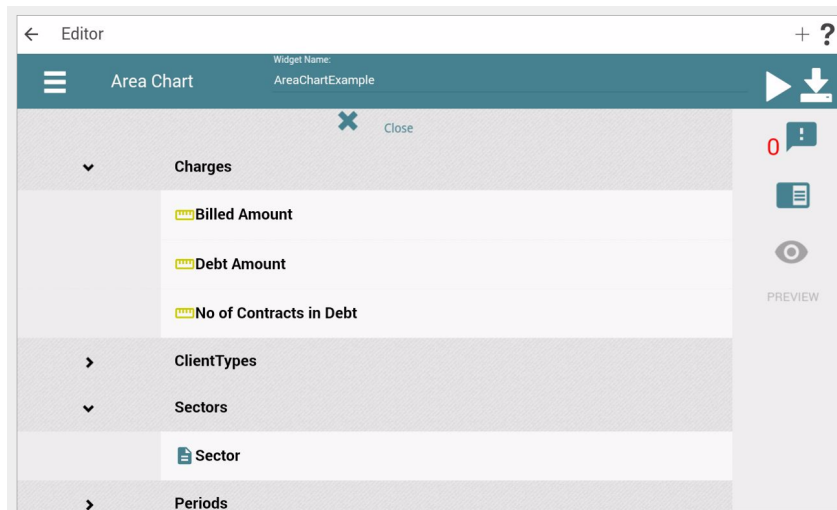 Editor
+ ?
Widget Name:
Area Chart
AreaChartExample
Close
0
Charges
Billed Amount
Debt Amount
PREVIEW
No of Contracts in Debt
ClientTypes
Sectors
Sector
Periods